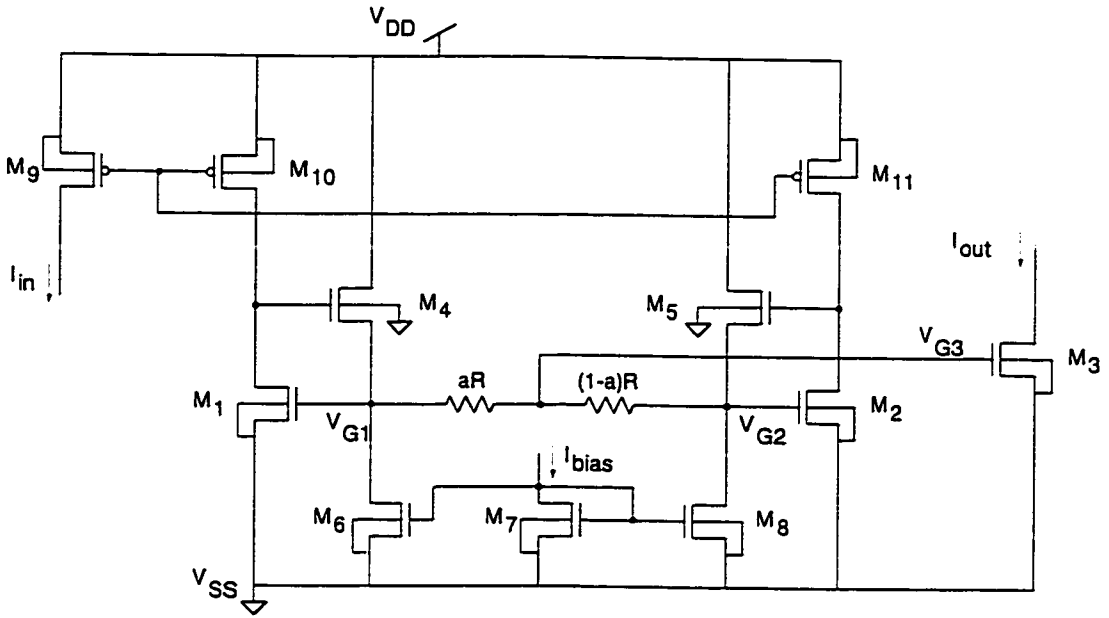 V_DD
M_9
M_10
M_11
I_in
I_out
M_4
M_5
V_G3
M_3
aR
(1-a)R
M_1
V_G1
V_G2
M_2
I_bias
M_6
M_7
M_8
V_SS